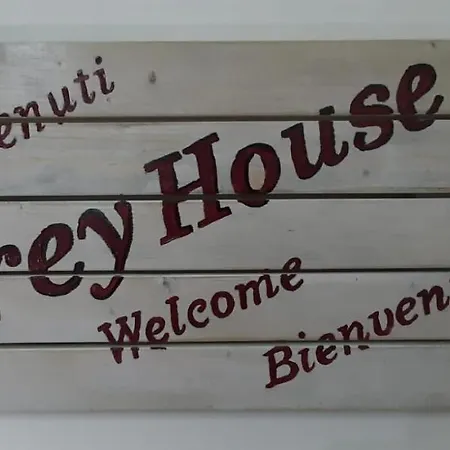 enuti
rey House
Welcome
Bienven